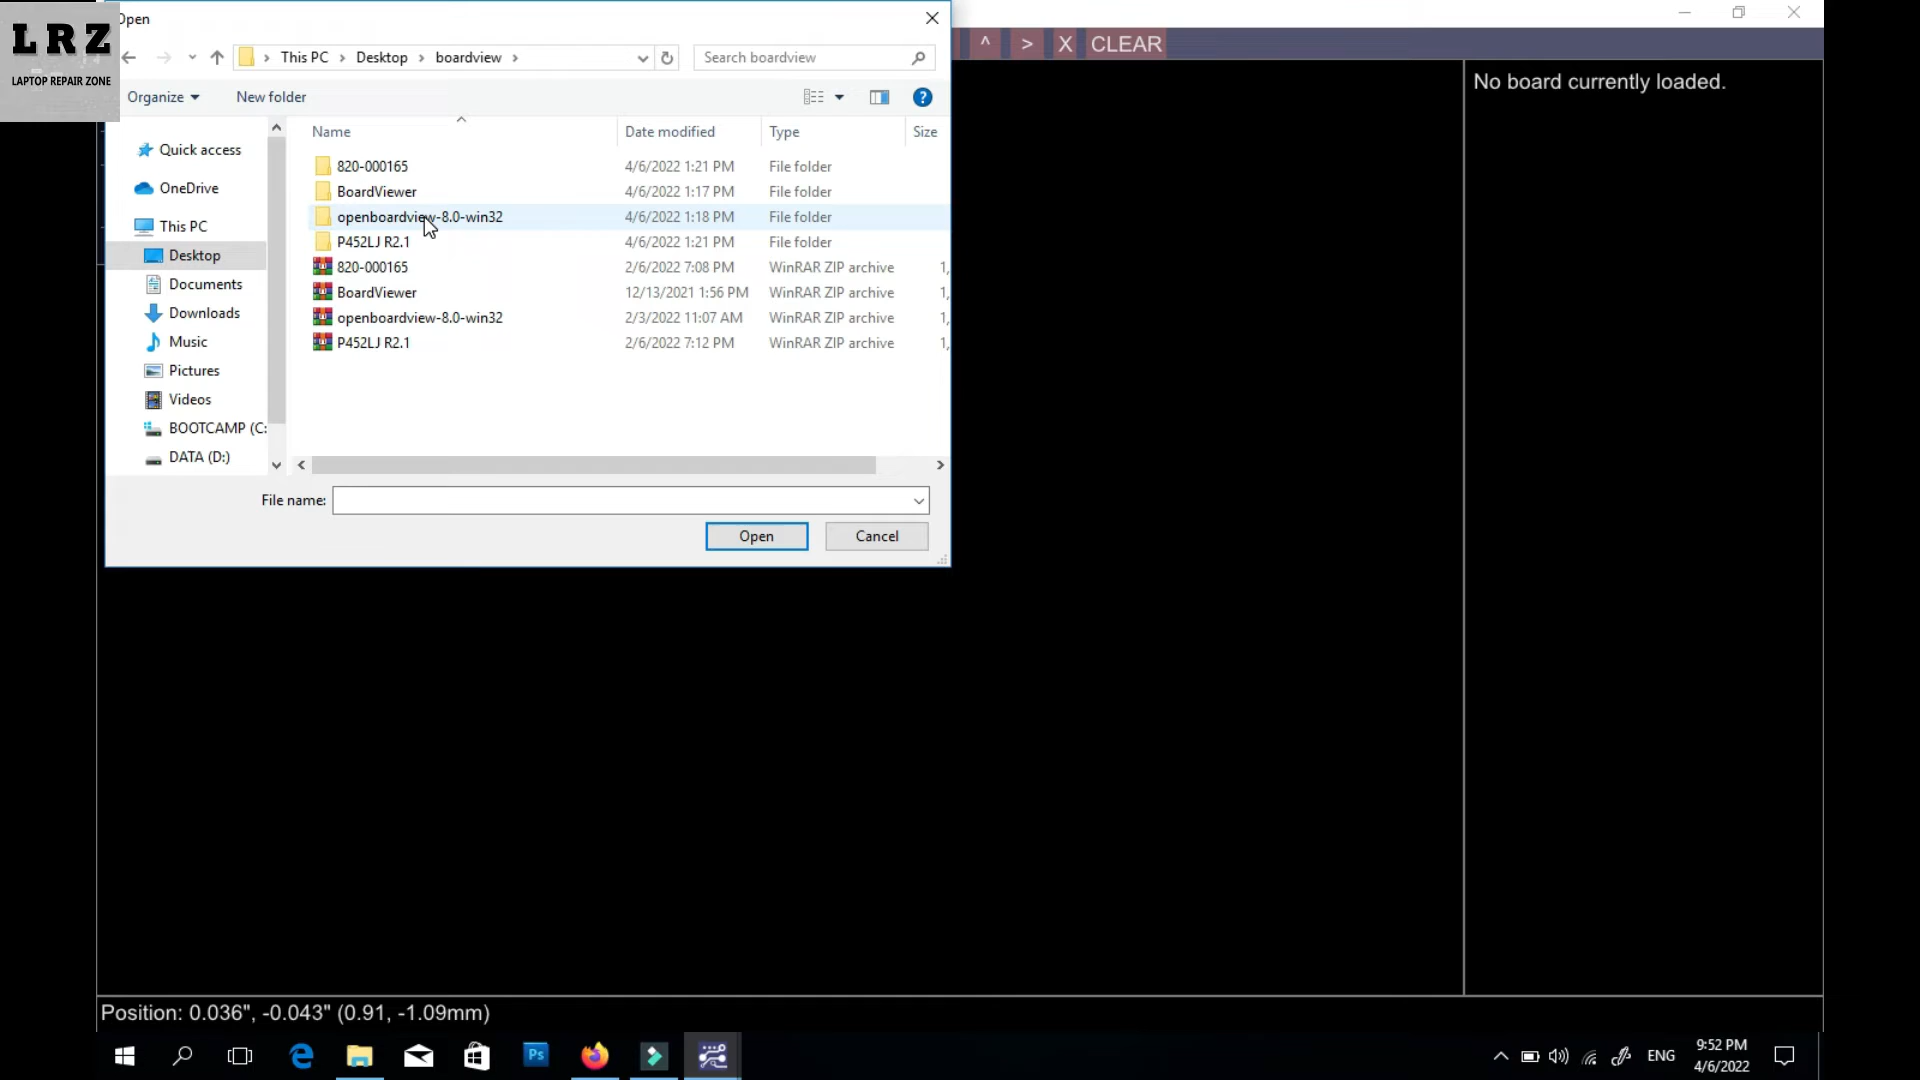 LRZ
LAPTOP REPAIR ZONE
Open
This PC > Desktop > boardview >
Search boardview
^ > X CLEAR
No board currently loaded.
Organize
New folder
Name Date modified Type Size
820-000165 4/6/2022 1:21 PM File folder
BoardViewer 4/6/2022 1:17 PM File folder
openboardview-8.0-win32 4/6/2022 1:18 PM File folder
P452LJ R2.1 4/6/2022 1:21 PM File folder
820-000165 2/6/2022 7:08 PM WinRAR ZIP archive 1,
BoardViewer 12/13/2021 1:56 PM WinRAR ZIP archive 1,
openboardview-8.0-win32 2/3/2022 11:07 AM WinRAR ZIP archive 1,
P452LJ R2.1 2/6/2022 7:12 PM WinRAR ZIP archive 1,
Quick access
OneDrive
This PC
Desktop
Documents
Downloads
Music
Pictures
Videos
BOOTCAMP (C:
DATA (D:)
File name:
Open Cancel
Position: 0.036", -0.043" (0.91, -1.09mm)
Ps
ENG
9:52 PM
4/6/2022